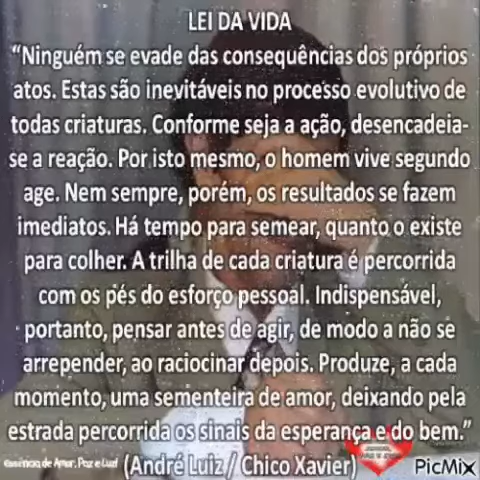 LEI DA VIDA
“Ninguém se evade das consequências dos próprios
atos. Estas são inevitáveis no processo evolutivo de
todas criaturas. Conforme seja a ação, desencadeia-
se a reação. Por isto mesmo, o homem vive segundo
age. Nem sempre, porém, os resultados se fazem
imediatos. Há tempo para semear, quanto o existe
para colher. A trilha de cada criatura é percorrida
com os pés do esforço pessoal. Indispensável,
portanto, pensar antes de agir, de modo a não se
arrepender, ao raciocinar depois. Produze, a cada
momento, uma sementeira de amor, deixando pela
estrada percorrida os sinais da esperança e do bem.”
(André Luiz / Chico Xavier)
de Amor, Paz e Luz!
PicMix